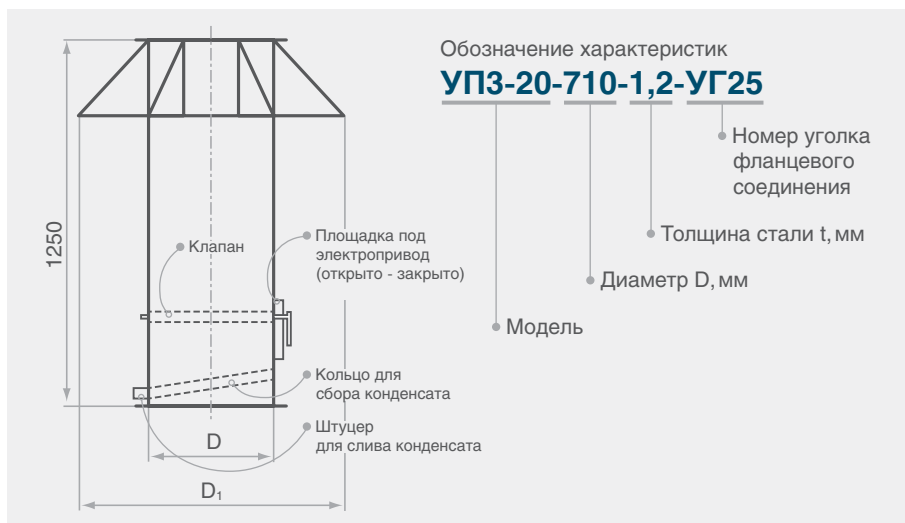 Обозначение характеристик
УП3-20-710-1,2-УГ25
Номер уголка
фланцевого
соединения
Толщина стали t, мм
Диаметр D, мм
Модель
1250
Клапан
Площадка под
электропривод
(открыто - закрыто)
Кольцо для
сбора конденсата
Штуцер
для слива конденсата
D
D₁